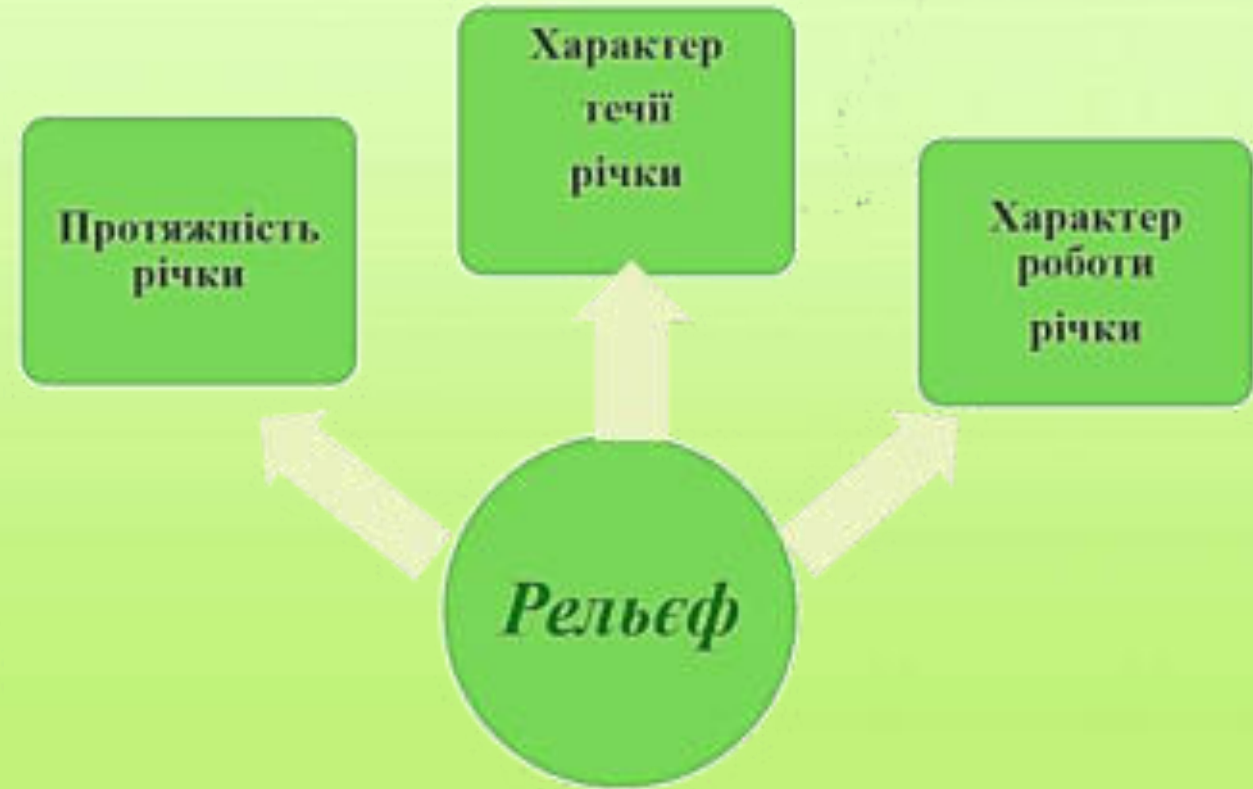 Характер
течії
річки
Протяжність
річки
Характер
роботи
річки
Рельєф